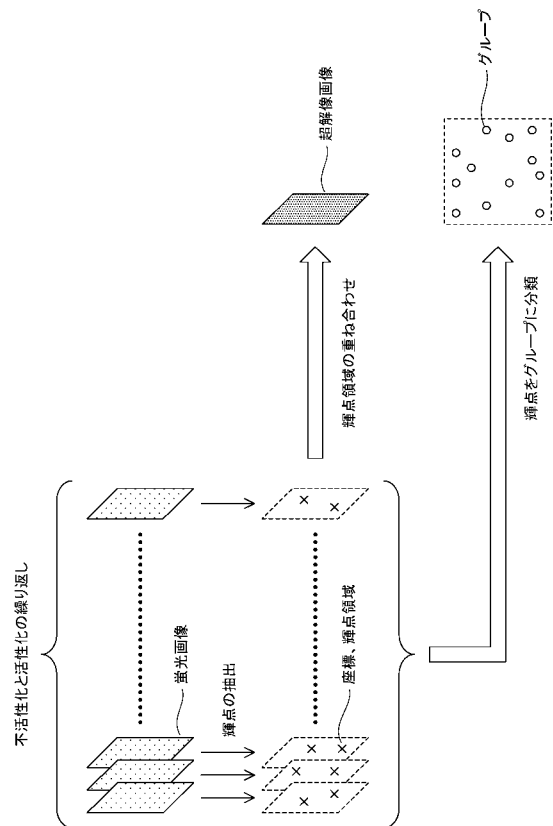 不活性化と活性化の繰り返し
蛍光画像
輝点の抽出
座標、輝点領域
輝点領域の重ね合わせ
超解像画像
輝点をグループに分類
グループ